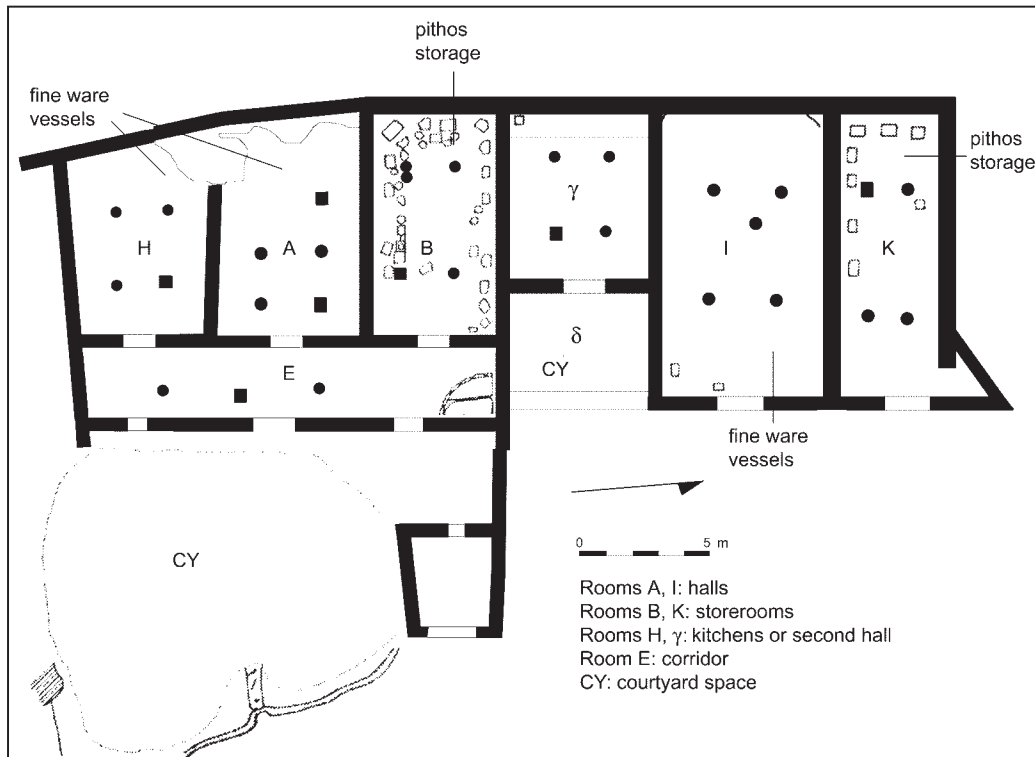 pithos
storage
fine ware
vessels
pithos
storage
H
A
B
γ
I
K
E
δ
CY
fine ware
vessels
CY
0 5 m
Rooms A, I: halls
Rooms B, K: storerooms
Rooms H, γ: kitchens or second hall
Room E: corridor
CY: courtyard space